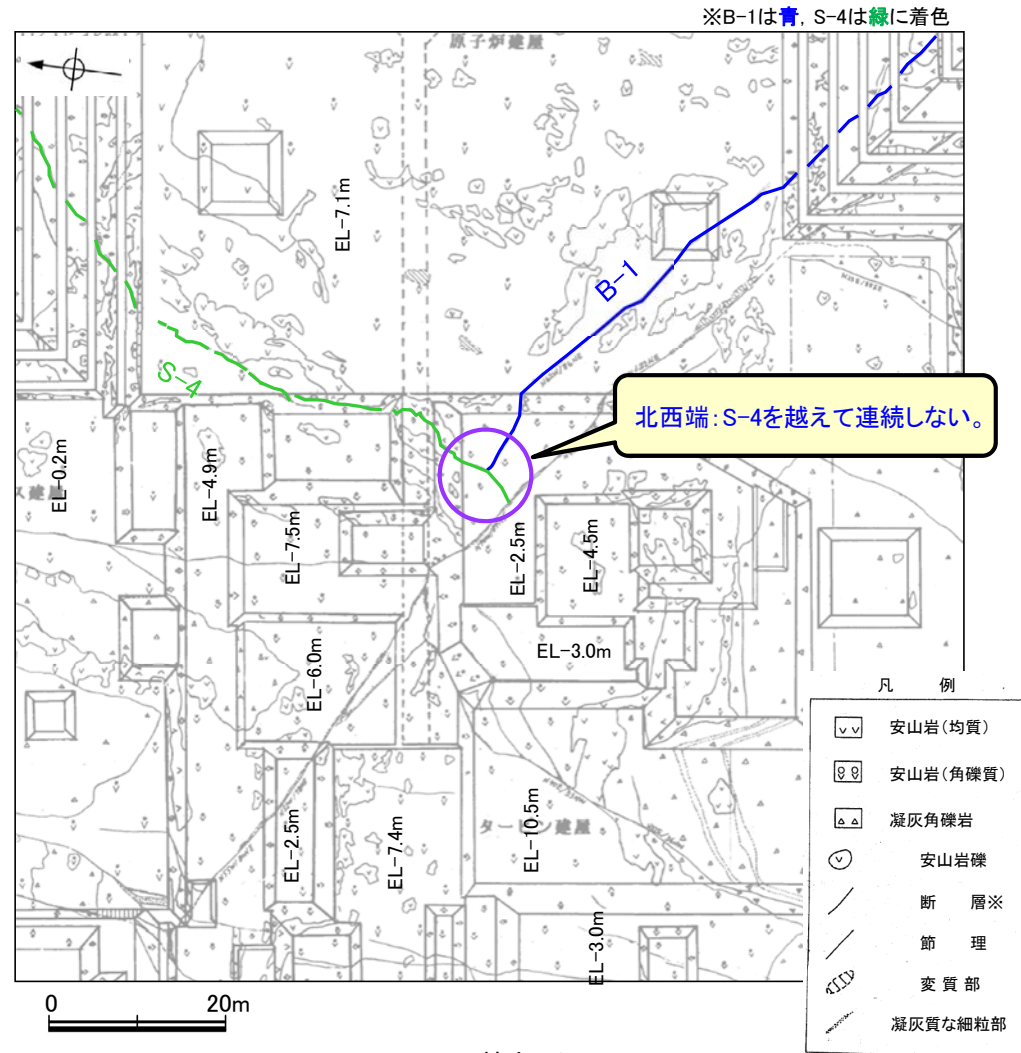 ※B-1は青，S-4は緑に着色
原子炉建屋
EL-7.1m
B-1
S-4
北西端：S-4を越えて連続しない。
EL-0.2m
ス建屋
EL-4.9m
EL-7.5m
EL-2.5m
EL-4.5m
EL-6.0m
EL-3.0m
EL-2.5m
EL-7.4m
EL-10.5m
タービン建屋
EL-3.0m
凡　例
安山岩(均質)
安山岩(角礫質)
凝灰角礫岩
安山岩礫
断　層※
節　理
変質部
凝灰質な細粒部
0 20m